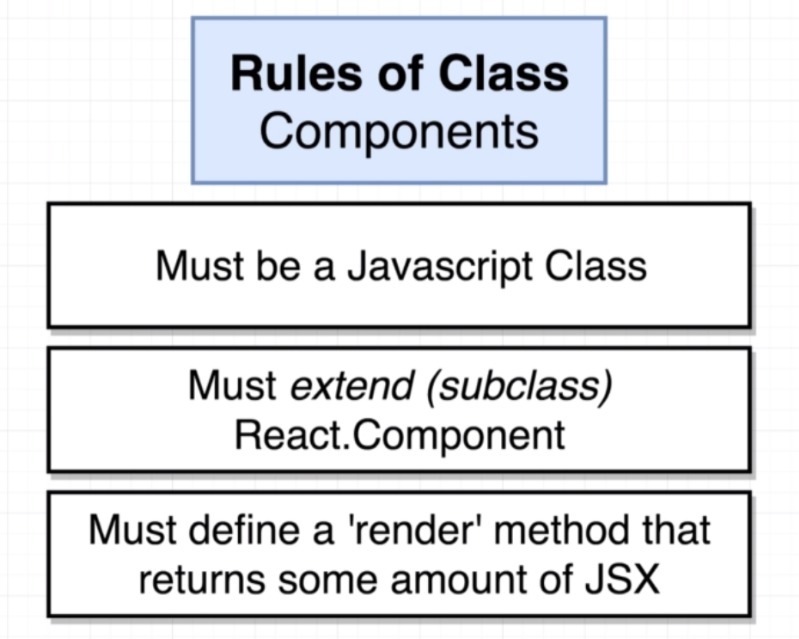 Rules of Class
Components
Must be a Javascript Class
Must extend (subclass)
React.Component
Must define a 'render' method that
returns some amount of JSX